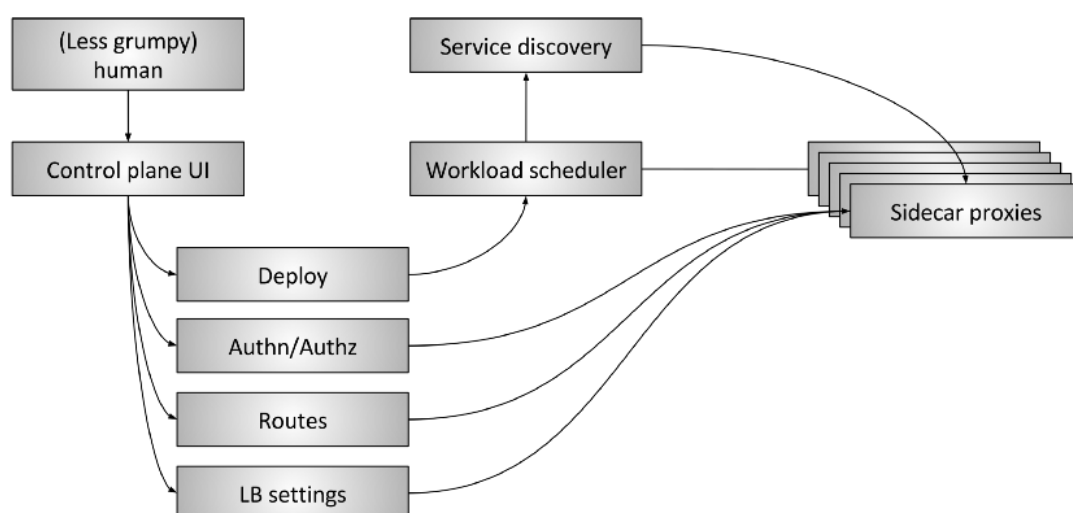 (Less grumpy)
human
Service discovery
Control plane UI
Workload scheduler
Sidecar proxies
Deploy
Authn/Authz
Routes
LB settings